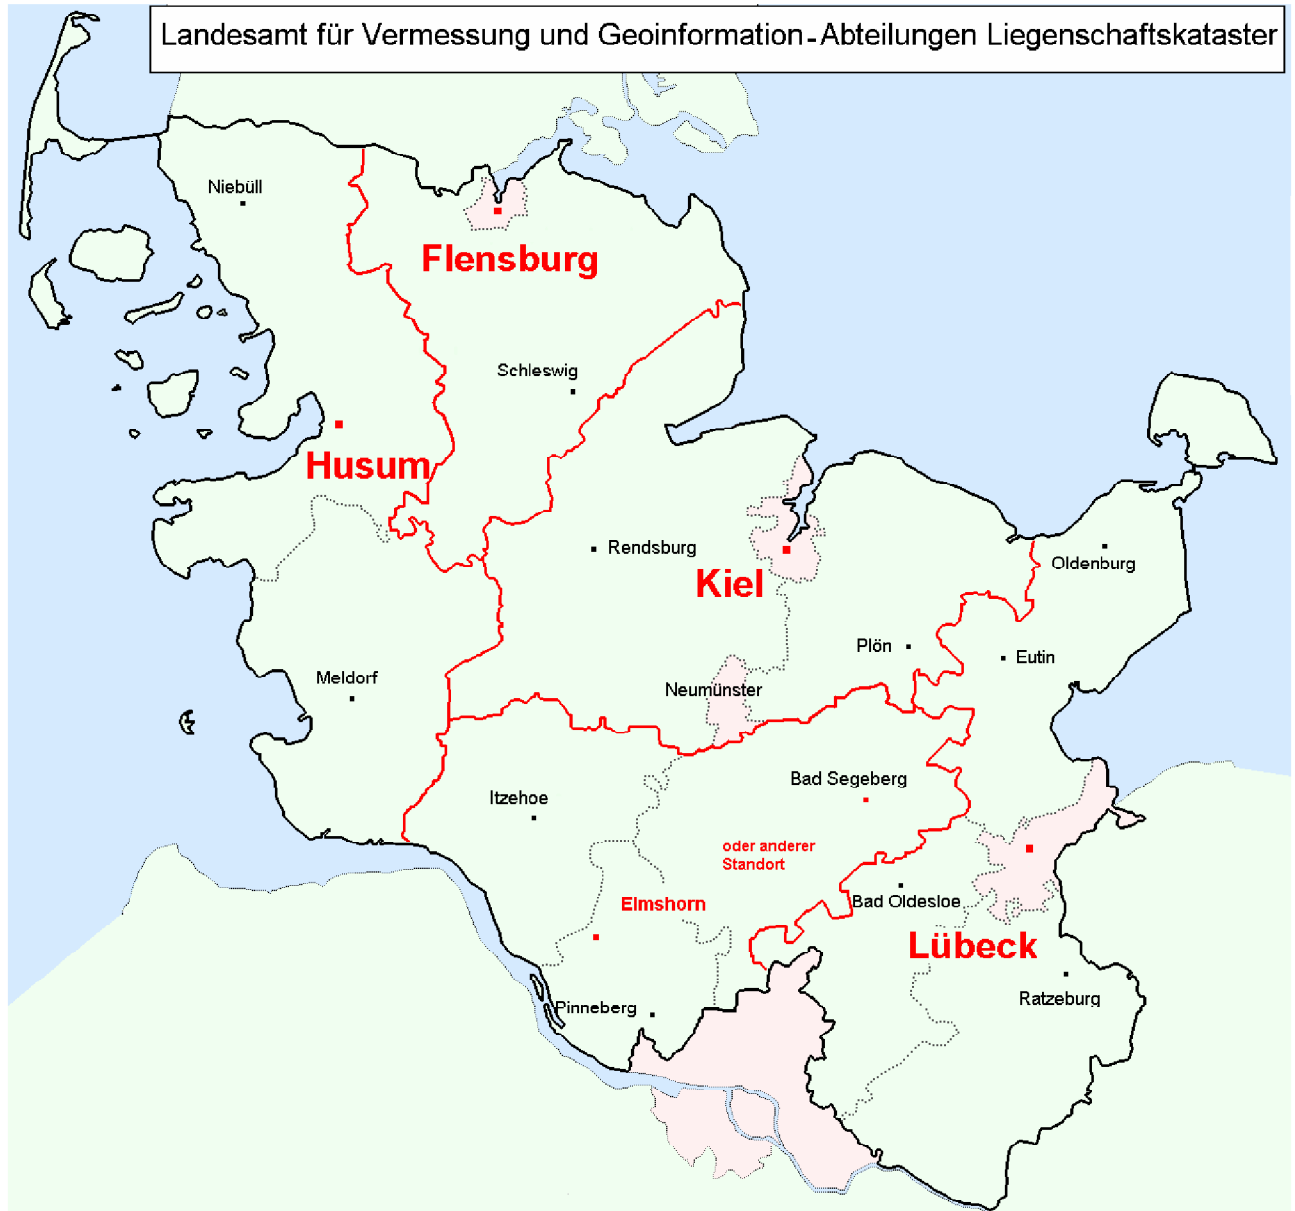 Landesamt für Vermessung und Geoinformation - Abteilungen Liegenschaftskataster
Niebüll
Flensburg
Schleswig
Husum
Rendsburg
Oldenburg
Kiel
Plön
Eutin
Meldorf
Neumünster
Bad Segeberg
Itzehoe
oder anderer
Standort
Elmshorn
Bad Oldesloe
Lübeck
Ratzeburg
Pinneberg